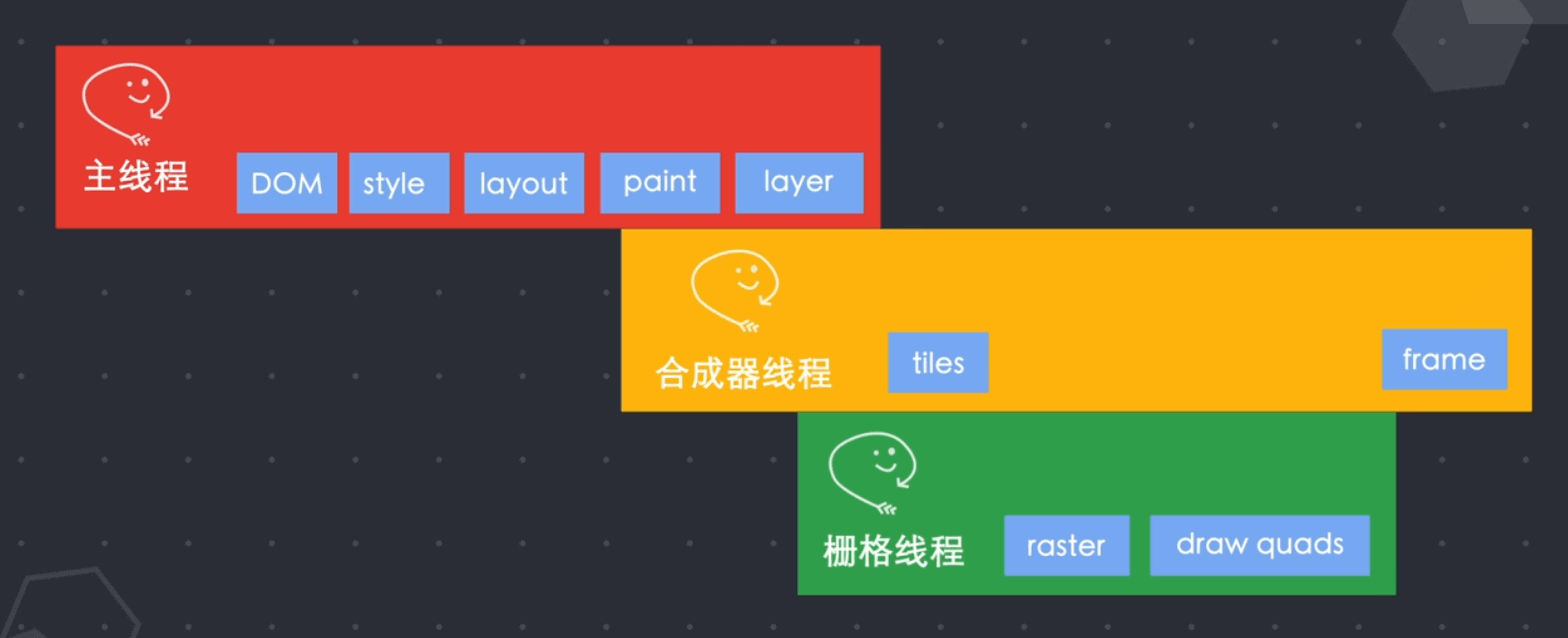 主线程
DOM
style
layout
paint
layer
合成器线程
tiles
frame
栅格线程
raster
draw quads